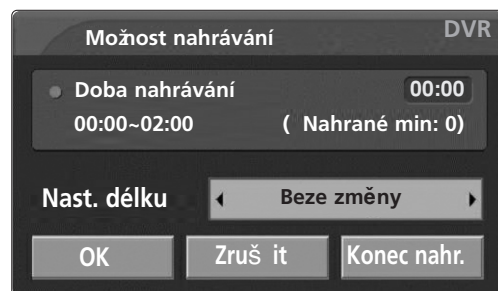 Možnost nahrávání DVR
Doba nahrávání 00:00
00:00~02:00 ( Nahrané min: 0)
Nast. délku Beze změny
OK Zruš it Konec nahr.